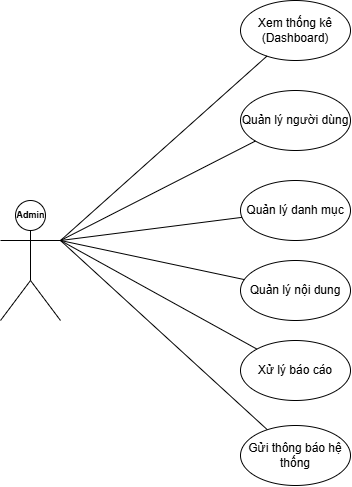 Xem thống kê
(Dashboard)
Quản lý người dùng
Quản lý danh mục
Admin
Quản lý nội dung
Xử lý báo cáo
Gửi thông báo hệ
thống